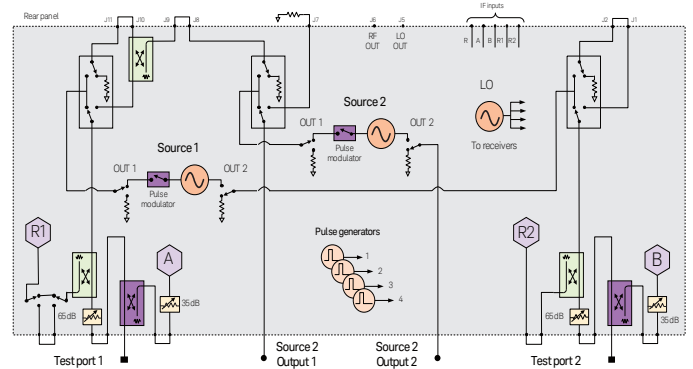 Rear panel
J11
J10
J9
J8
J7
J6
RF
OUT
J5
LO
OUT
IF inputs
R
A
B
R1
R2
J2
J1
LO
To receivers
Source 2
OUT 1
OUT 2
Pulse
modulator
Source 1
OUT 1
OUT 2
Pulse
modulator
R1
A
R2
B
Pulse generators
1
2
3
4
65dB
35dB
65dB
35dB
Test port 1
Source 2
Output 1
Source 2
Output 2
Test port 2